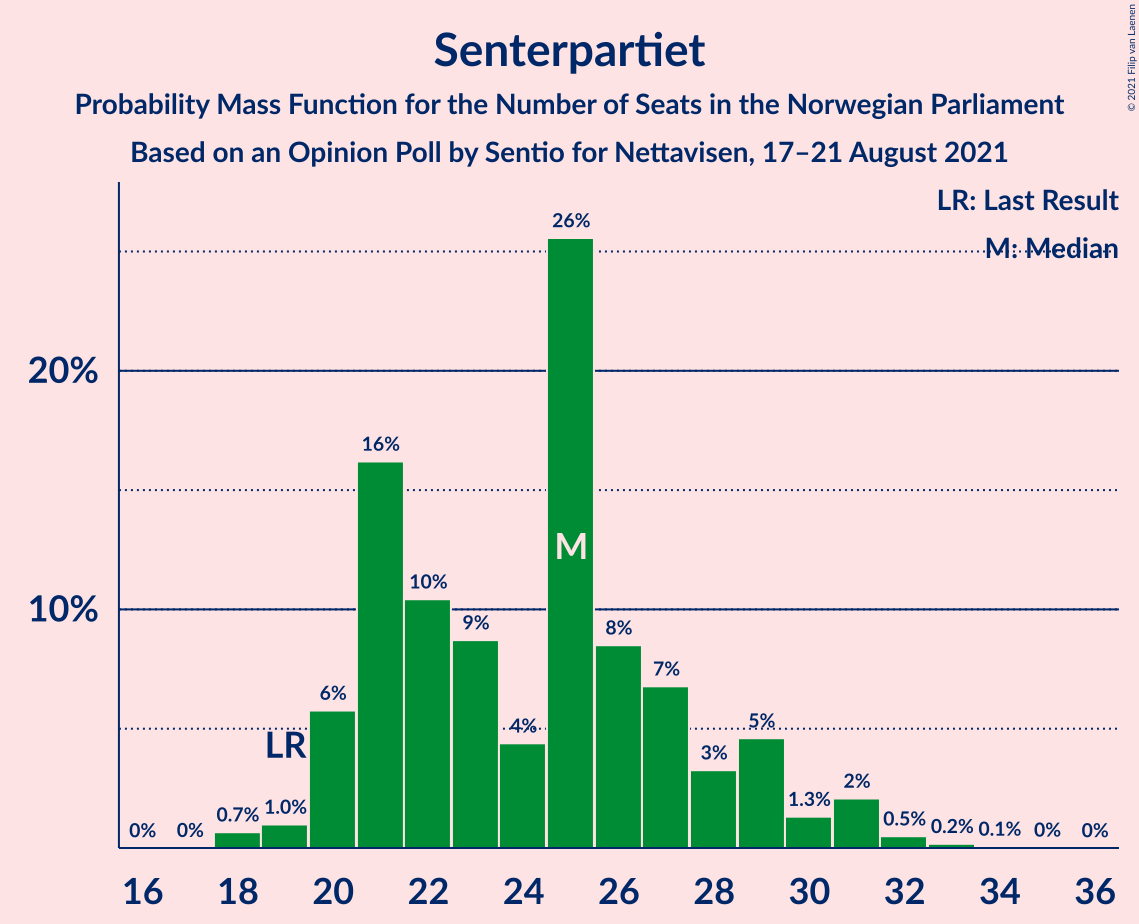 Senterpartiet
Probability Mass Function for the Number of Seats in the Norwegian Parliament
Based on an Opinion Poll by Sentio for Nettavisen, 17–21 August 2021
© 2021 Filip van Laenen
LR: Last Result
M: Median
20%
10%
0%
0%
0.7%
1.0%
LR
6%
16%
10%
9%
4%
26%
M
8%
7%
3%
5%
1.3%
2%
0.5%
0.2%
0.1%
0%
0%
16 18 20 22 24 26 28 30 32 34 36